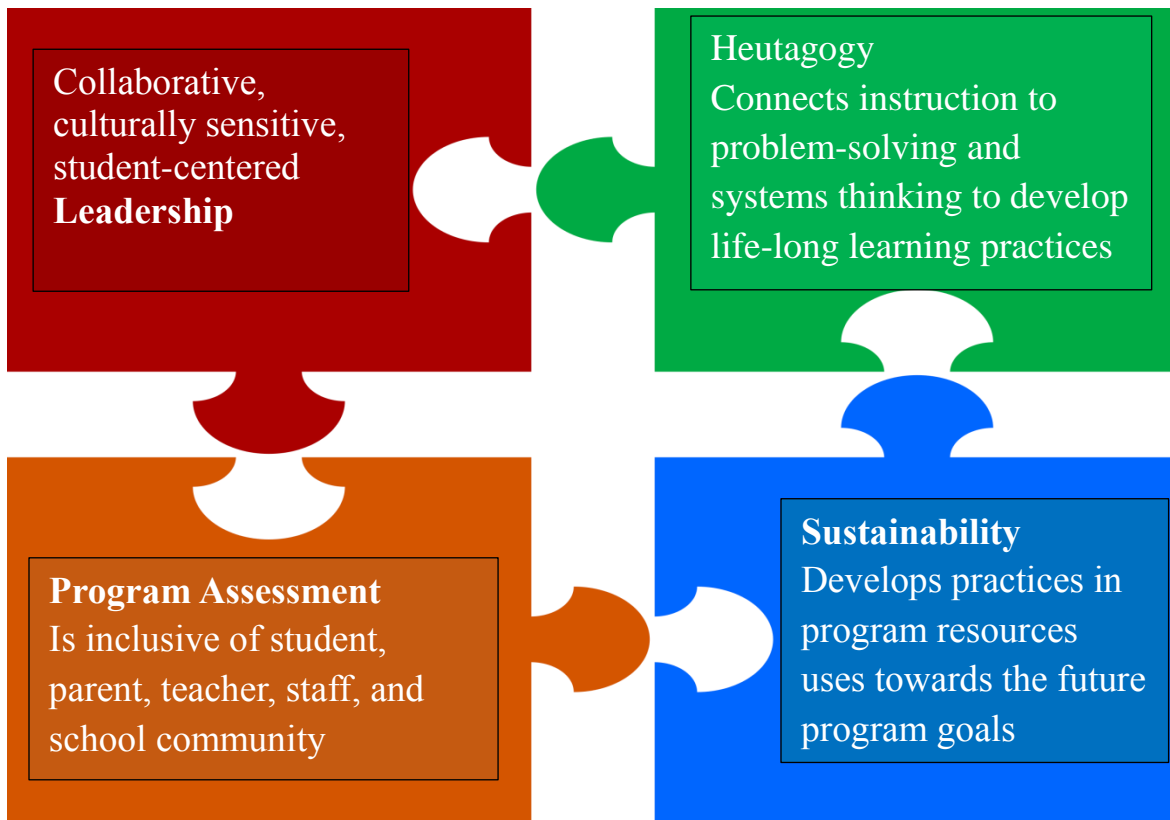 Collaborative,
culturally sensitive,
student-centered
Leadership
Heutagogy
Connects instruction to
problem-solving and
systems thinking to develop
life-long learning practices
Program Assessment
Is inclusive of student,
parent, teacher, staff, and
school community
Sustainability
Develops practices in
program resources
uses towards the future
program goals